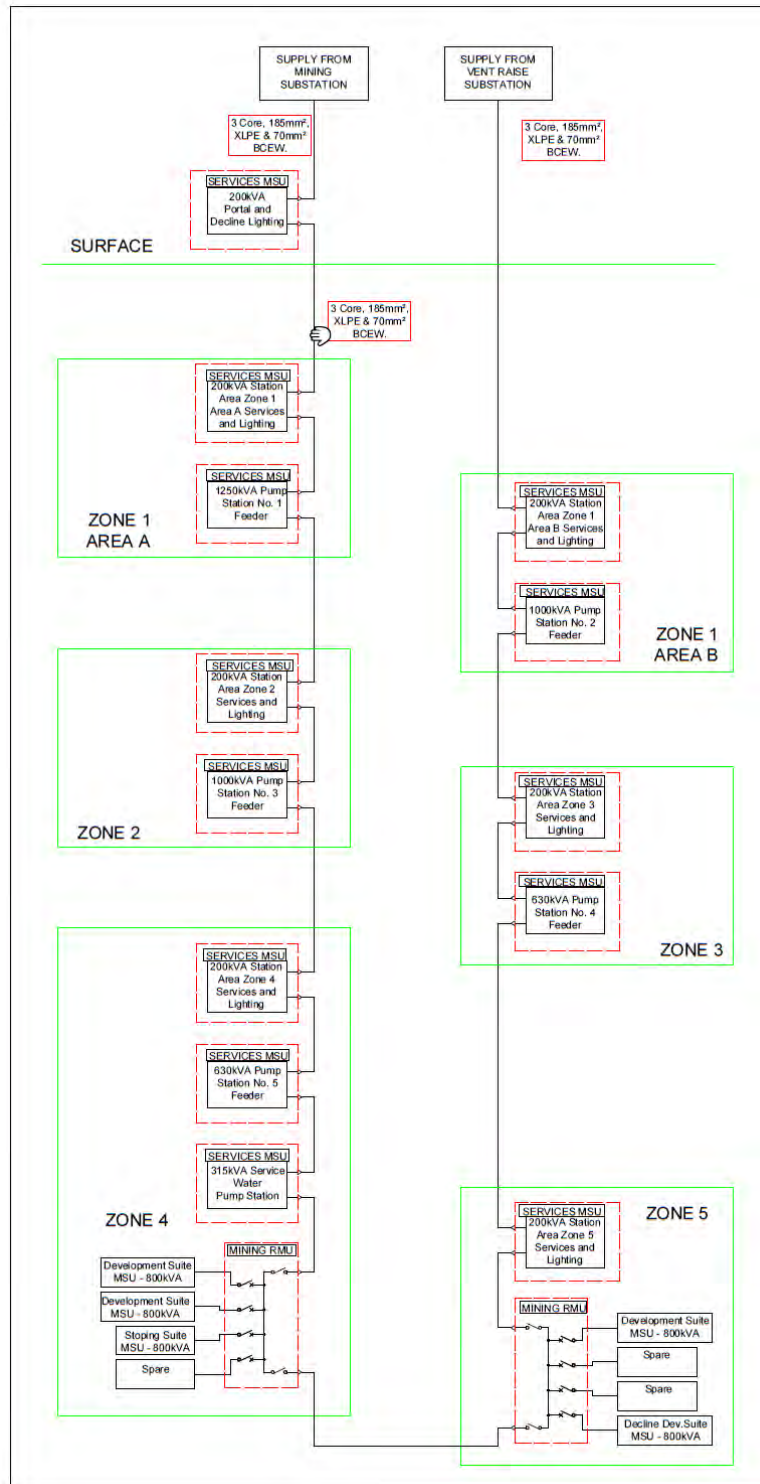 SUPPLY FROM
MINING
SUBSTATION
SUPPLY FROM
VENT RAISE
SUBSTATION
3 Core, 185mm²,
XLPE & 70mm²
BCEW.
3 Core, 185mm²,
XLPE & 70mm²
BCEW.
SERVICES MSU
200kVA
Portal and
Decline Lighting
SURFACE
3 Core, 185mm²,
XLPE & 70mm²
BCEW.
SERVICES MSU
200kVA Station
Area Zone 1
Area A Services
and Lighting
SERVICES MSU
1250kVA Pump
Station No. 1
Feeder
ZONE 1
AREA A
SERVICES MSU
200kVA Station
Area Zone 1
Area B Services
and Lighting
SERVICES MSU
1000kVA Pump
Station No. 2
Feeder
ZONE 1
AREA B
SERVICES MSU
200kVA Station
Area Zone 2
Services and
Lighting
SERVICES MSU
1000kVA Pump
Station No. 3
Feeder
ZONE 2
SERVICES MSU
200kVA Station
Area Zone 3
Services and
Lighting
SERVICES MSU
630kVA Pump
Station No. 4
Feeder
ZONE 3
SERVICES MSU
200kVA Station
Area Zone 4
Services and
Lighting
SERVICES MSU
630kVA Pump
Station No. 5
Feeder
SERVICES MSU
315kVA Service
Water
Pump Station
ZONE 4
MINING RMU
Development Suite
MSU - 800kVA
Development Suite
MSU - 800kVA
Stoping Suite
MSU - 800kVA
Spare
SERVICES MSU
200kVA Station
Area Zone 5
Services and
Lighting
ZONE 5
MINING RMU
Development Suite
MSU - 800kVA
Spare
Spare
Decline Dev.Suite
MSU - 800kVA